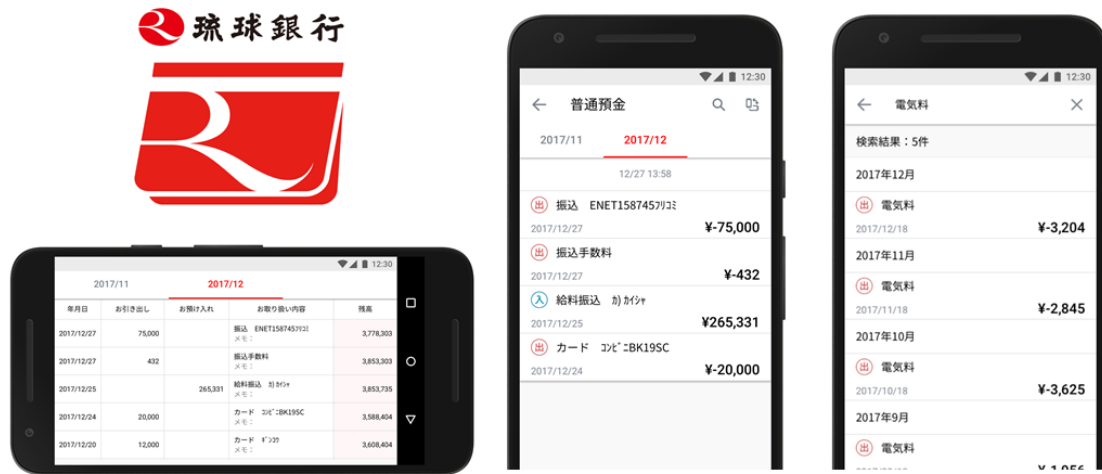 琉球銀行
12:30
2017/11 2017/12
年月日 お引き出し お預け入れ お取り扱い内容 残高
2017/12/27 75,000 振込 ENET158745ﾌﾘｺﾐ 3,778,303
メモ：
2017/12/27 432 振込手数料 3,853,303
メモ：
2017/12/25 265,331 給料振込 ｶ) ｶｲｼｬ 3,853,735
メモ：
2017/12/24 20,000 カード ｺﾝﾋﾞﾆBK19SC 3,588,404
メモ：
2017/12/20 12,000 カード ｷﾞﾝｺｳ 3,608,404
メモ：
12:30
普通預金
2017/11 2017/12
12/27 13:58
出 振込 ENET158745ﾌﾘｺﾐ
2017/12/27 ¥-75,000
出 振込手数料
2017/12/27 ¥-432
入 給料振込 ｶ) ｶｲｼｬ
2017/12/25 ¥265,331
出 カード ｺﾝﾋﾞﾆBK19SC
2017/12/24 ¥-20,000
12:30
電気料
検索結果：5件
2017年12月
出 電気料
2017/12/18 ¥-3,204
2017年11月
出 電気料
2017/11/18 ¥-2,845
2017年10月
出 電気料
2017/10/18 ¥-3,625
2017年9月
出 電気料